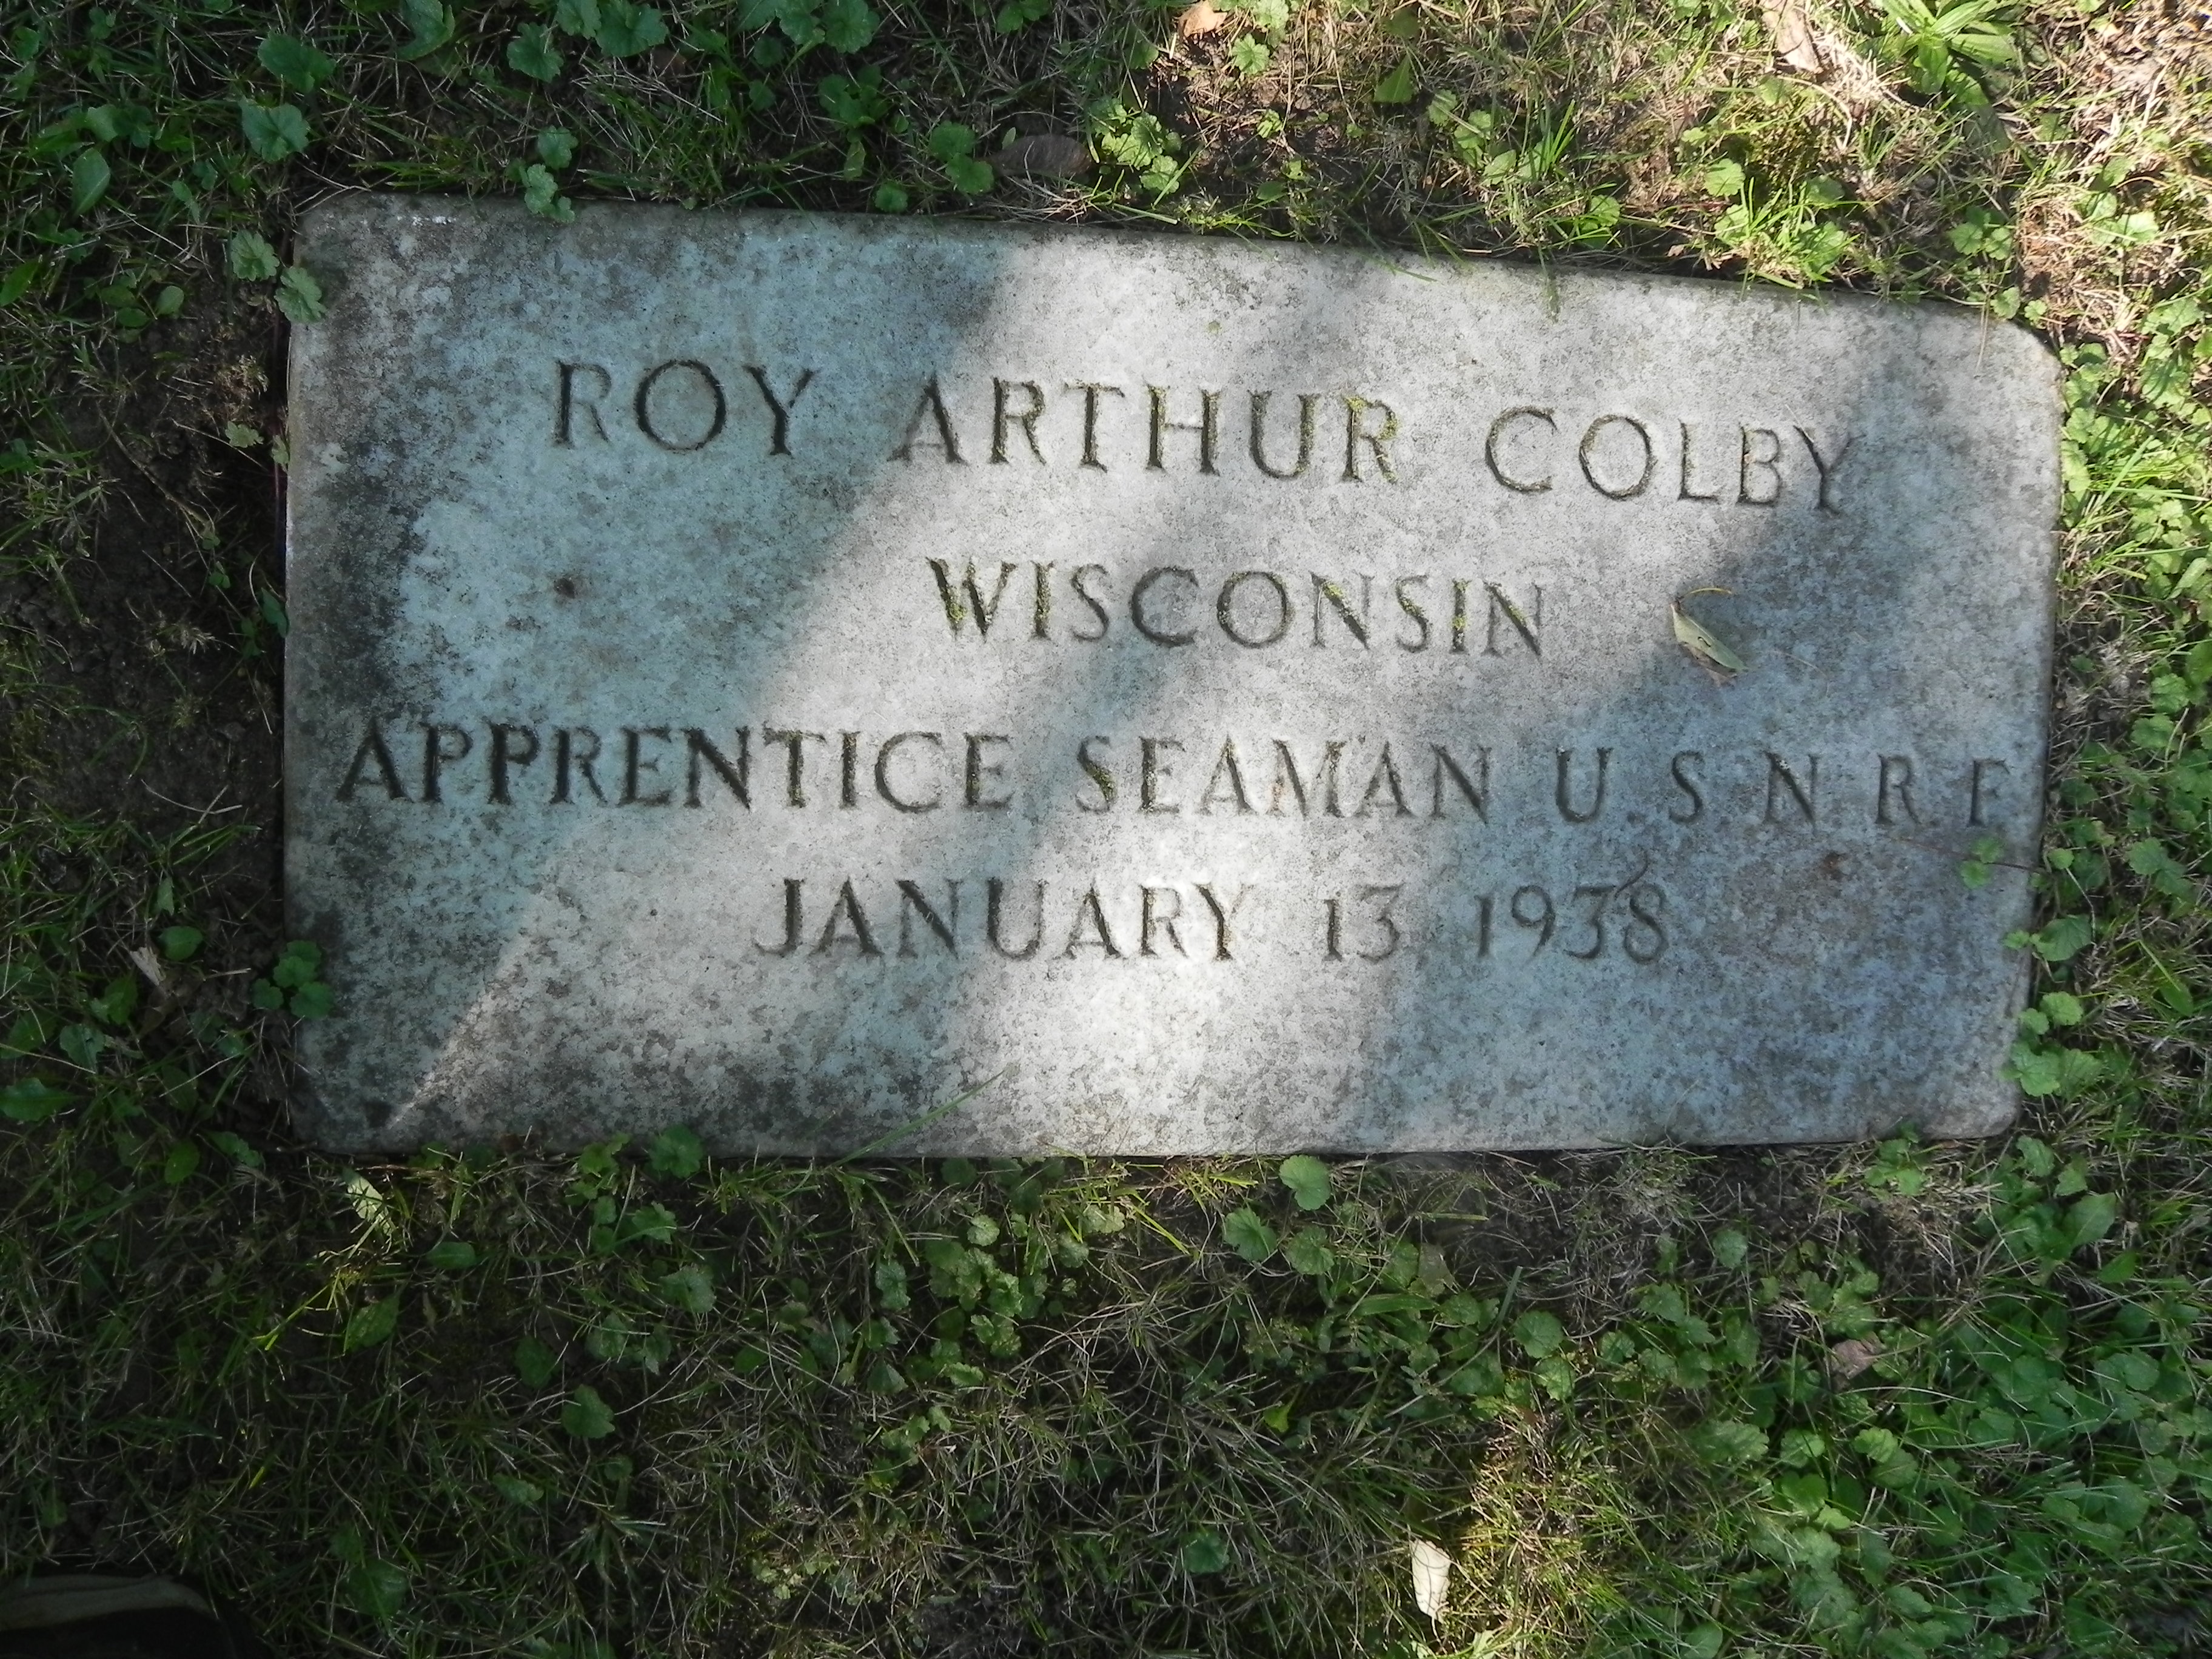 ROY ARTHUR COLBY
WISCONSIN
APPRENTICE SEAMAN U.S.N.R.F.
JANUARY 13 1938